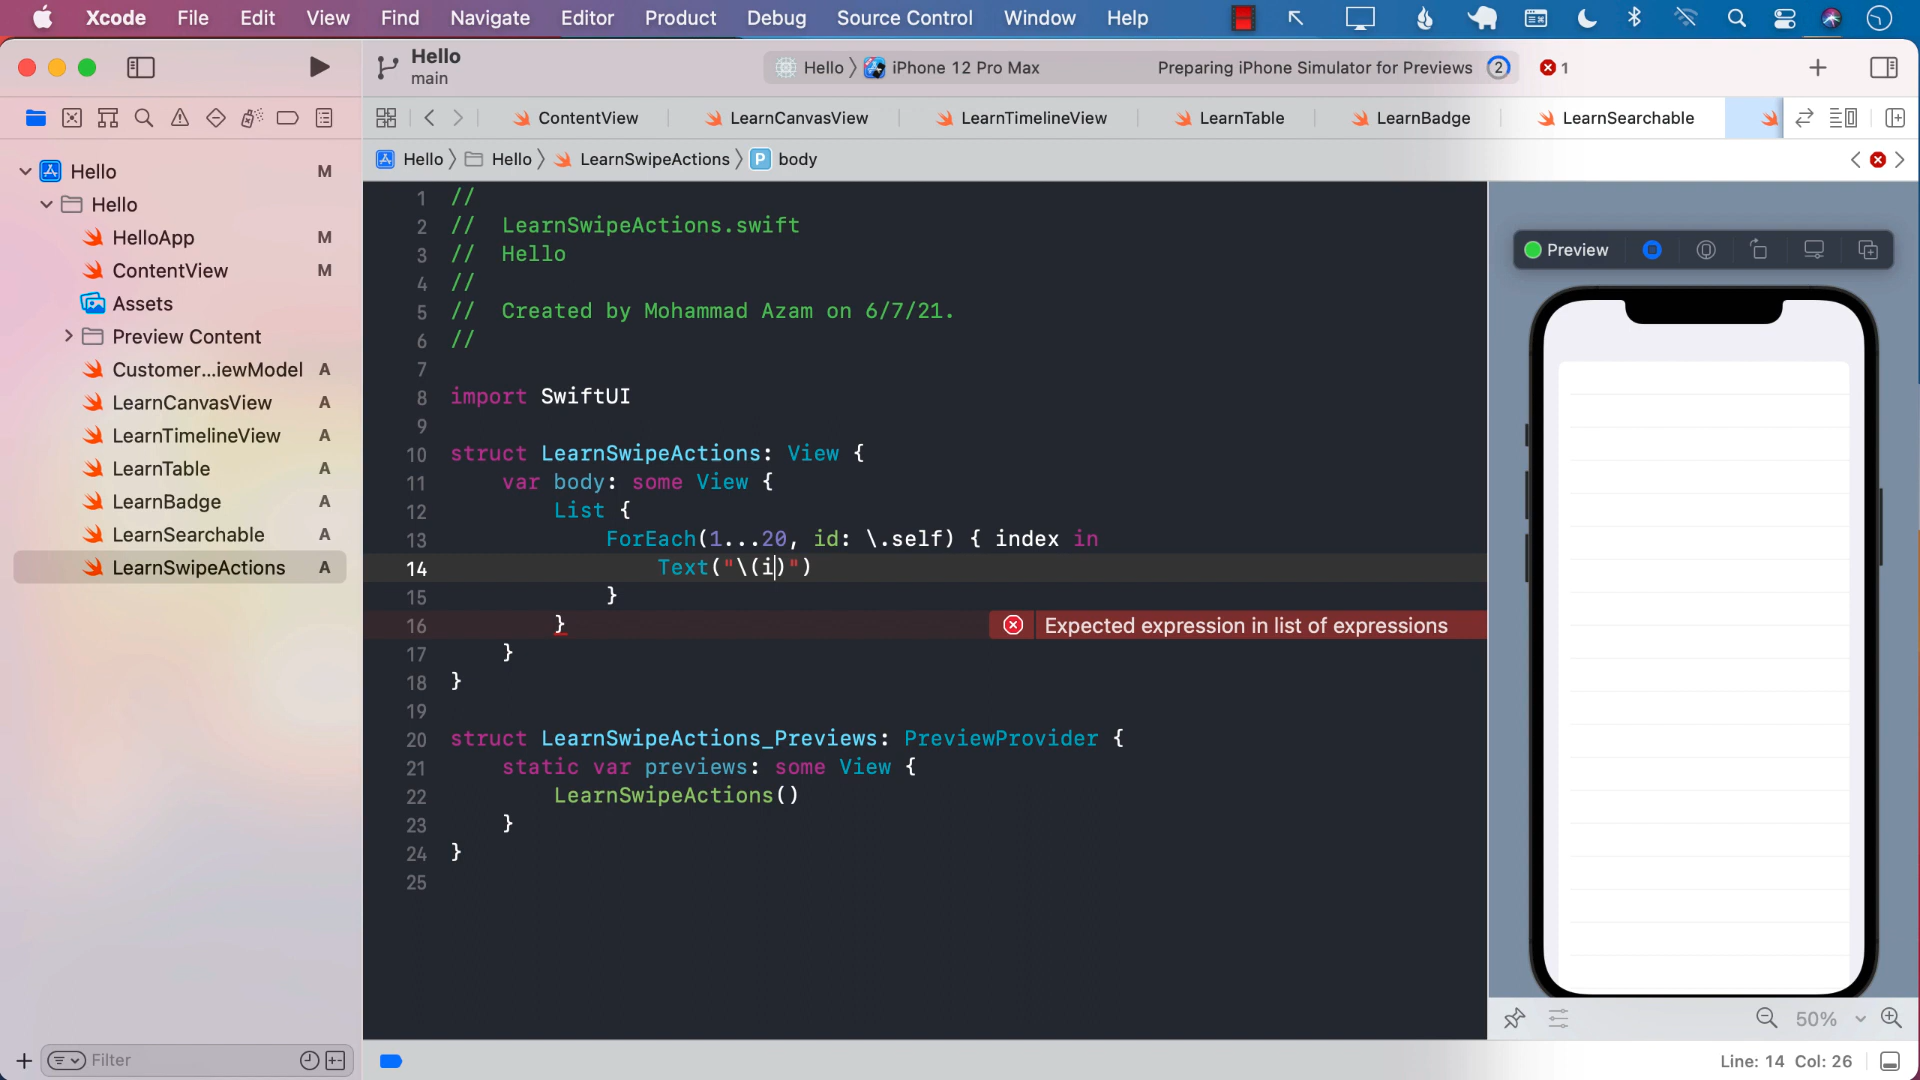 Xcode File Edit View Find Navigate Editor Product Debug Source Control Window Help
Hello
main
Hello iPhone 12 Pro Max Preparing iPhone Simulator for Previews 2 1
ContentView LearnCanvasView LearnTimelineView LearnTable LearnBadge LearnSearchable
Hello Hello LearnSwipeActions P body
Hello M
Hello
HelloApp M
ContentView M
Assets
Preview Content
Customer...iewModel A
LearnCanvasView A
LearnTimelineView A
LearnTable A
LearnBadge A
LearnSearchable A
LearnSwipeActions A
Filter
1 //
2 //  LearnSwipeActions.swift
3 //  Hello
4 //
5 //  Created by Mohammad Azam on 6/7/21.
6 //
7
8 import SwiftUI
9
10 struct LearnSwipeActions: View {
11     var body: some View {
12         List {
13             ForEach(1...20, id: \.self) { index in
14                 Text("\(i)")
15             }
16         } Expected expression in list of expressions
17     }
18 }
19
20 struct LearnSwipeActions_Previews: PreviewProvider {
21     static var previews: some View {
22         LearnSwipeActions()
23     }
24 }
25
Preview
50%
Line: 14 Col: 26